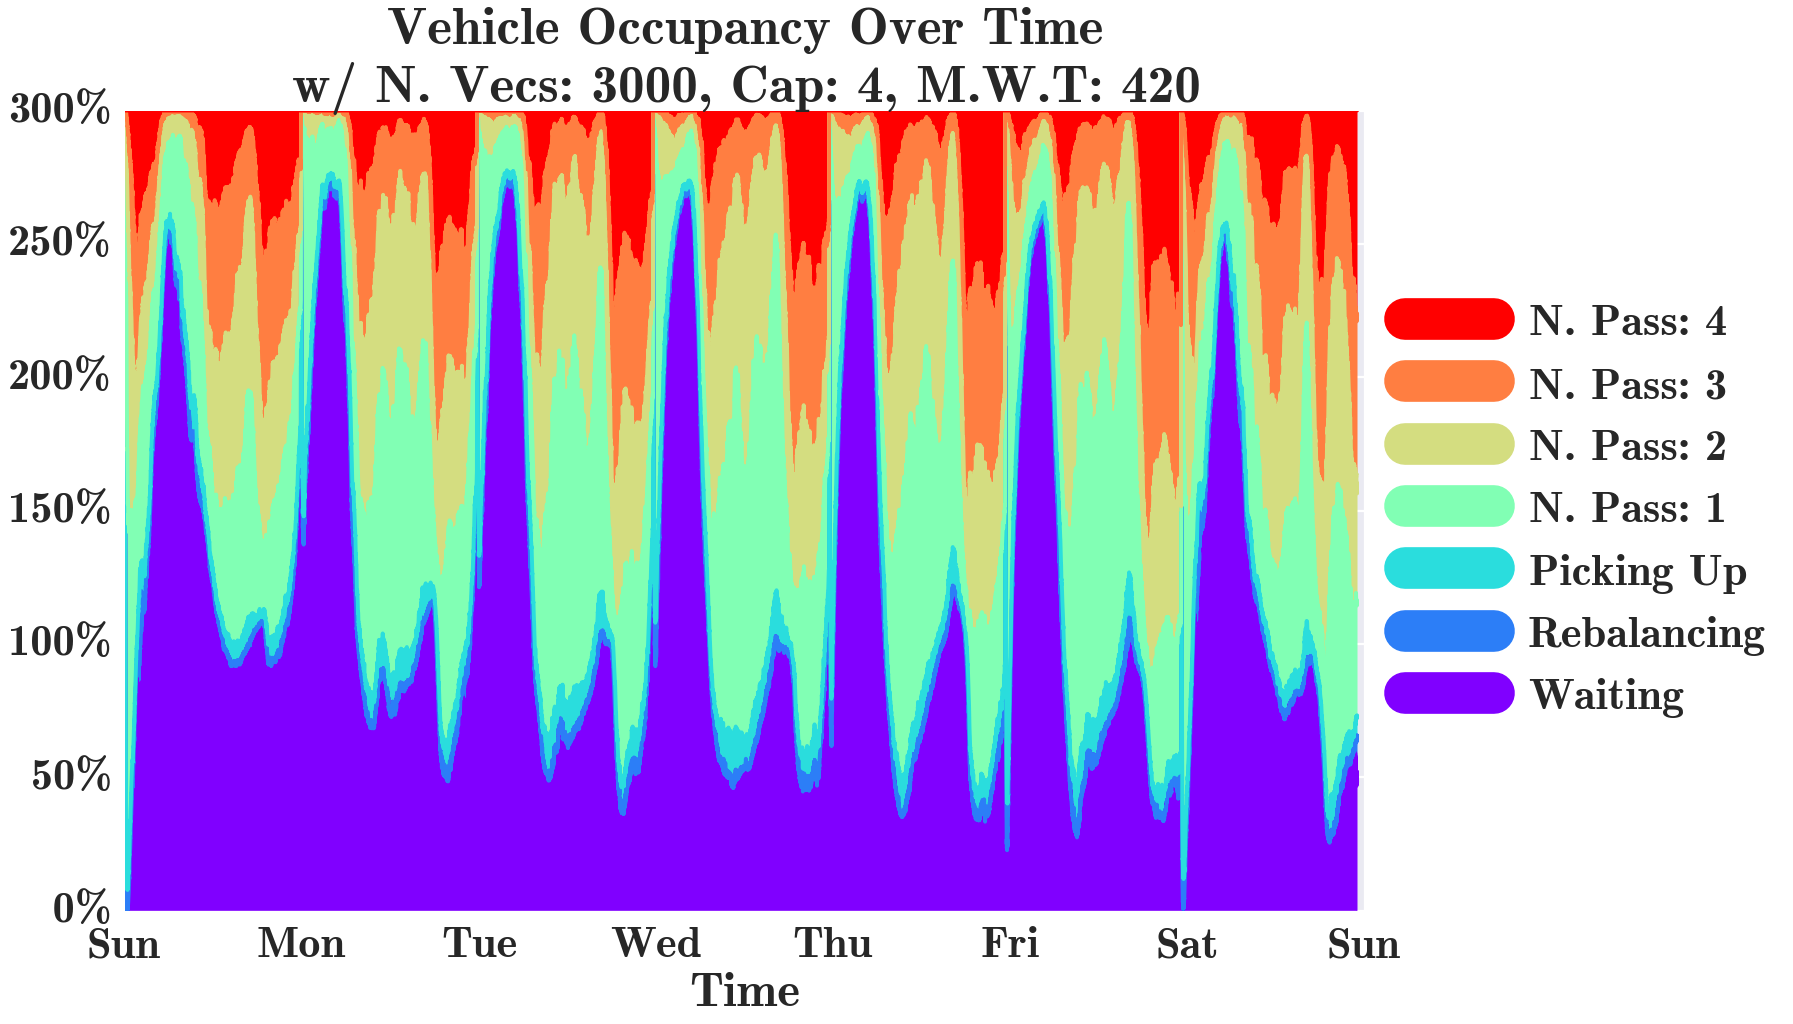 Vehicle Occupancy Over Time
w/ N. Vecs: 3000, Cap: 4, M.W.T: 420
300%
250%
200%
150%
100%
50%
0%
Sun Mon Tue Wed Thu Fri Sat Sun
Time
N. Pass: 4
N. Pass: 3
N. Pass: 2
N. Pass: 1
Picking Up
Rebalancing
Waiting